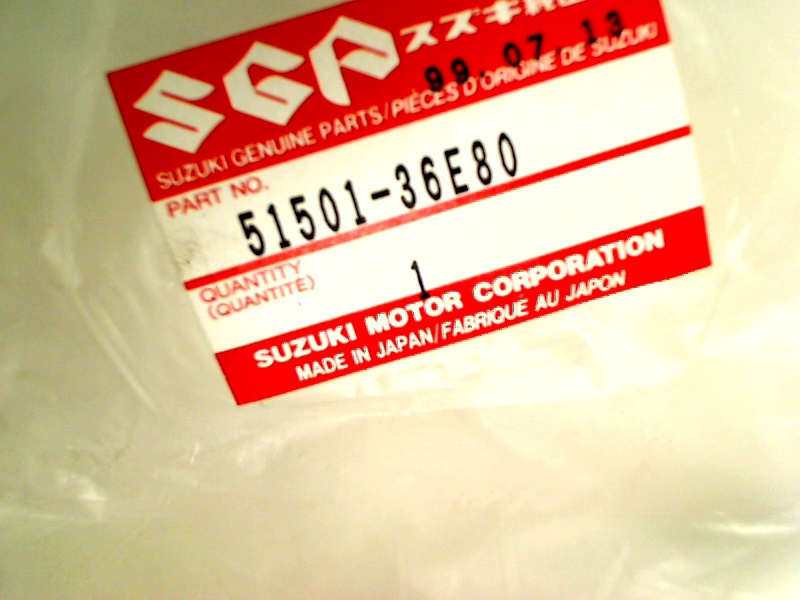 SGP スズキ純正
99.07.13
SUZUKI GENUINE PARTS/PIÈCES D'ORIGINE DE SUZUKI
PART NO.
51501-36E80
QUANTITY
(QUANTITÉ)
1
SUZUKI MOTOR CORPORATION
MADE IN JAPAN/FABRIQUÉ AU JAPON